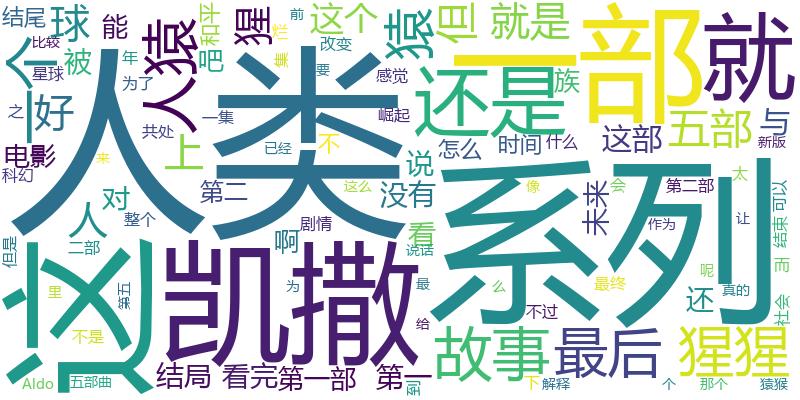 结尾
球
能
人猿
猩
和平
邑
前
烂
集
这个
改变
要
猿
但
就是
一部
就
个
比较
星球
被
年
为了
人类
感觉
还是
族
之
一
好
电影
科幻
共处
一集
已经
不
崛起
上
说
怎么
时间
什么
这部
五部
与
新版
来
人
对
整个
第二
这么
没有
系列
像
未来
会
第二部
太
让
可以
但是
二部
这
里
第五
不是
凯撒
啊
剧情
为
看
说话
最
给
么
不过
最终
作为
呢
真的
还
结束
把
社会
故事
最后
猩猩
Aldo
五部曲
结局
看完
第一部
第一
到
下
解释
个
那个
猿猴